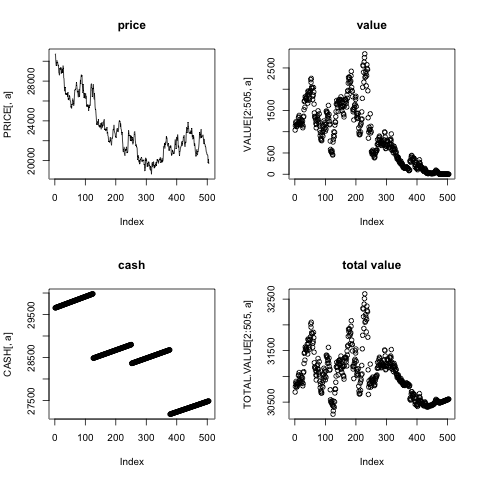 price
PRICE[, a]
20000 22000 24000 28000
0 100 200 300 400 500
Index
value
VALUE[2:505, a]
0 500 1500 2500
0 100 200 300 400 500
Index
cash
CASH[, a]
27500 28500 29500
0 100 200 300 400 500
Index
total value
TOTAL.VALUE[2:505, a]
30500 31500 32500
0 100 200 300 400 500
Index